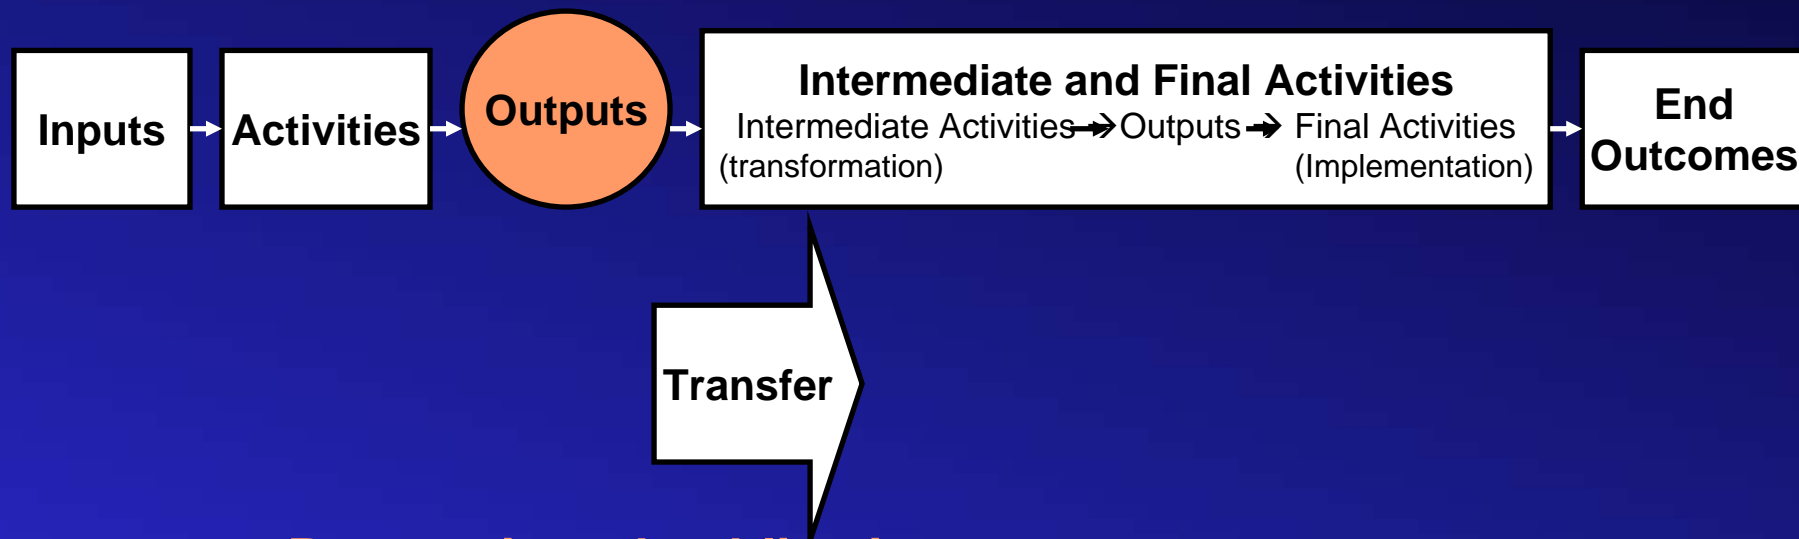 Inputs
Activities
Outputs
Intermediate and Final Activities
Intermediate Activities Outputs Final Activities
(transformation) (Implementation)
End
Outcomes
Transfer